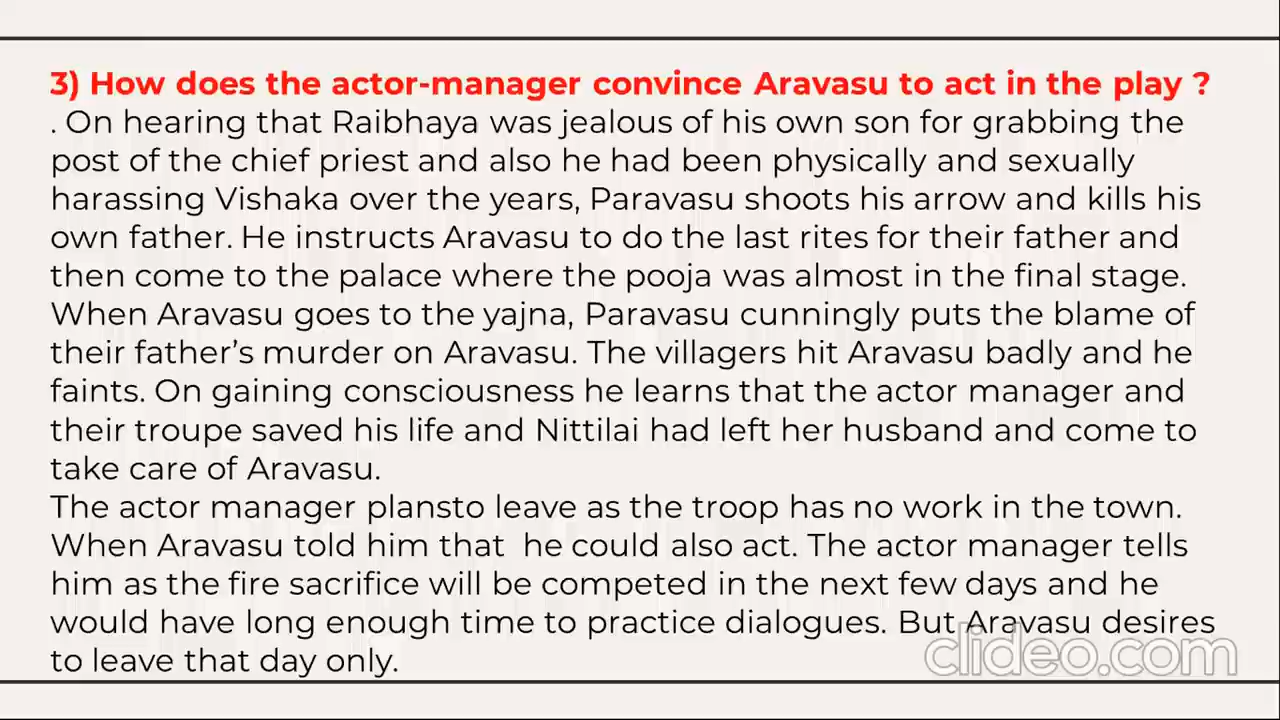 3) How does the actor-manager convince Aravasu to act in the play ?
. On hearing that Raibhaya was jealous of his own son for grabbing the
post of the chief priest and also he had been physically and sexually
harassing Vishaka over the years, Paravasu shoots his arrow and kills his
own father. He instructs Aravasu to do the last rites for their father and
then come to the palace where the pooja was almost in the final stage.
When Aravasu goes to the yajna, Paravasu cunningly puts the blame of
their father's murder on Aravasu. The villagers hit Aravasu badly and he
faints. On gaining consciousness he learns that the actor manager and
their troupe saved his life and Nittilai had left her husband and come to
take care of Aravasu.
The actor manager plansto leave as the troop has no work in the town.
When Aravasu told him that  he could also act. The actor manager tells
him as the fire sacrifice will be competed in the next few days and he
would have long enough time to practice dialogues. But Aravasu desires
to leave that day only.
clideo.com